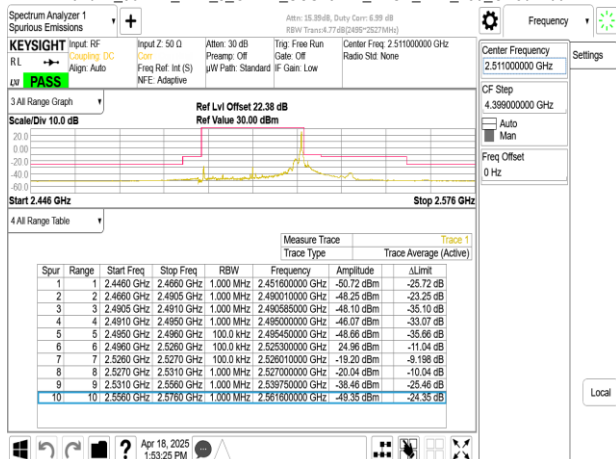 Spectrum Analyzer 1
Spurious Emissions
Attn: 15.39dB, Duty Corr: 6.99 dB
RBW Trans:4.77dB(2495~2527MHz)
Frequency
KEYSIGHT
R L
PASS
Input: RF
Coupling: DC
Align: Auto
Input Z: 50 Ω
Corr
Freq Ref: Int (S)
NFE: Adaptive
Atten: 30 dB
Preamp: Off
µW Path: Standard
Trig: Free Run
Gate: Off
IF Gain: Low
Center Freq: 2.511000000 GHz
Radio Std: None
Center Frequency
2.511000000 GHz
Settings
CF Step
4.399000000 GHz
Auto
Man
Freq Offset
0 Hz
Local
3 All Range Graph
Scale/Div 10.0 dB
Ref Lvl Offset 22.38 dB
Ref Value 30.00 dBm
20.0
0.00
-20.0
-40.0
-60.0
Start 2.446 GHz
Stop 2.576 GHz
4 All Range Table
Measure Trace Trace 1
Trace Type Trace Average (Active)
Spur Range Start Freq Stop Freq RBW Frequency Amplitude ΔLimit
1 1 2.4460 GHz 2.4660 GHz 1.000 MHz 2.451600000 GHz -50.72 dBm -25.72 dB
2 2 2.4660 GHz 2.4905 GHz 1.000 MHz 2.490010000 GHz -48.25 dBm -23.25 dB
3 3 2.4905 GHz 2.4910 GHz 1.000 MHz 2.490585000 GHz -48.10 dBm -35.10 dB
4 4 2.4910 GHz 2.4950 GHz 1.000 MHz 2.495000000 GHz -46.07 dBm -33.07 dB
5 5 2.4950 GHz 2.4960 GHz 100.0 kHz 2.495450000 GHz -48.66 dBm -35.66 dB
6 6 2.4960 GHz 2.5260 GHz 100.0 kHz 2.525300000 GHz 24.96 dBm -11.04 dB
7 7 2.5260 GHz 2.5270 GHz 100.0 kHz 2.526010000 GHz -19.20 dBm -9.198 dB
8 8 2.5270 GHz 2.5310 GHz 1.000 MHz 2.527000000 GHz -20.04 dBm -10.04 dB
9 9 2.5310 GHz 2.5560 GHz 1.000 MHz 2.539750000 GHz -38.46 dBm -25.46 dB
10 10 2.5560 GHz 2.5760 GHz 1.000 MHz 2.561600000 GHz -49.35 dBm -24.35 dB
Apr 18, 2025
1:53:25 PM